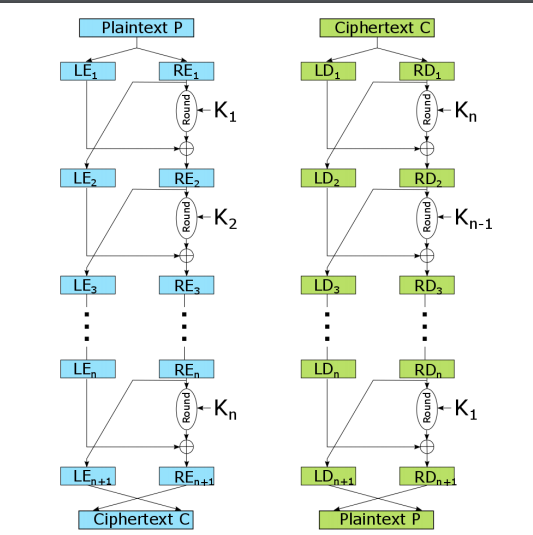 Plaintext P
LE1 RE1
Round
K1
LE2 RE2
Round
K2
LE3 RE3
LEn REn
Round
Kn
LEn+1 REn+1
Ciphertext C
Ciphertext C
LD1 RD1
Round
Kn
LD2 RD2
Round
Kn-1
LD3 RD3
LDn RDn
Round
K1
LDn+1 RDn+1
Plaintext P